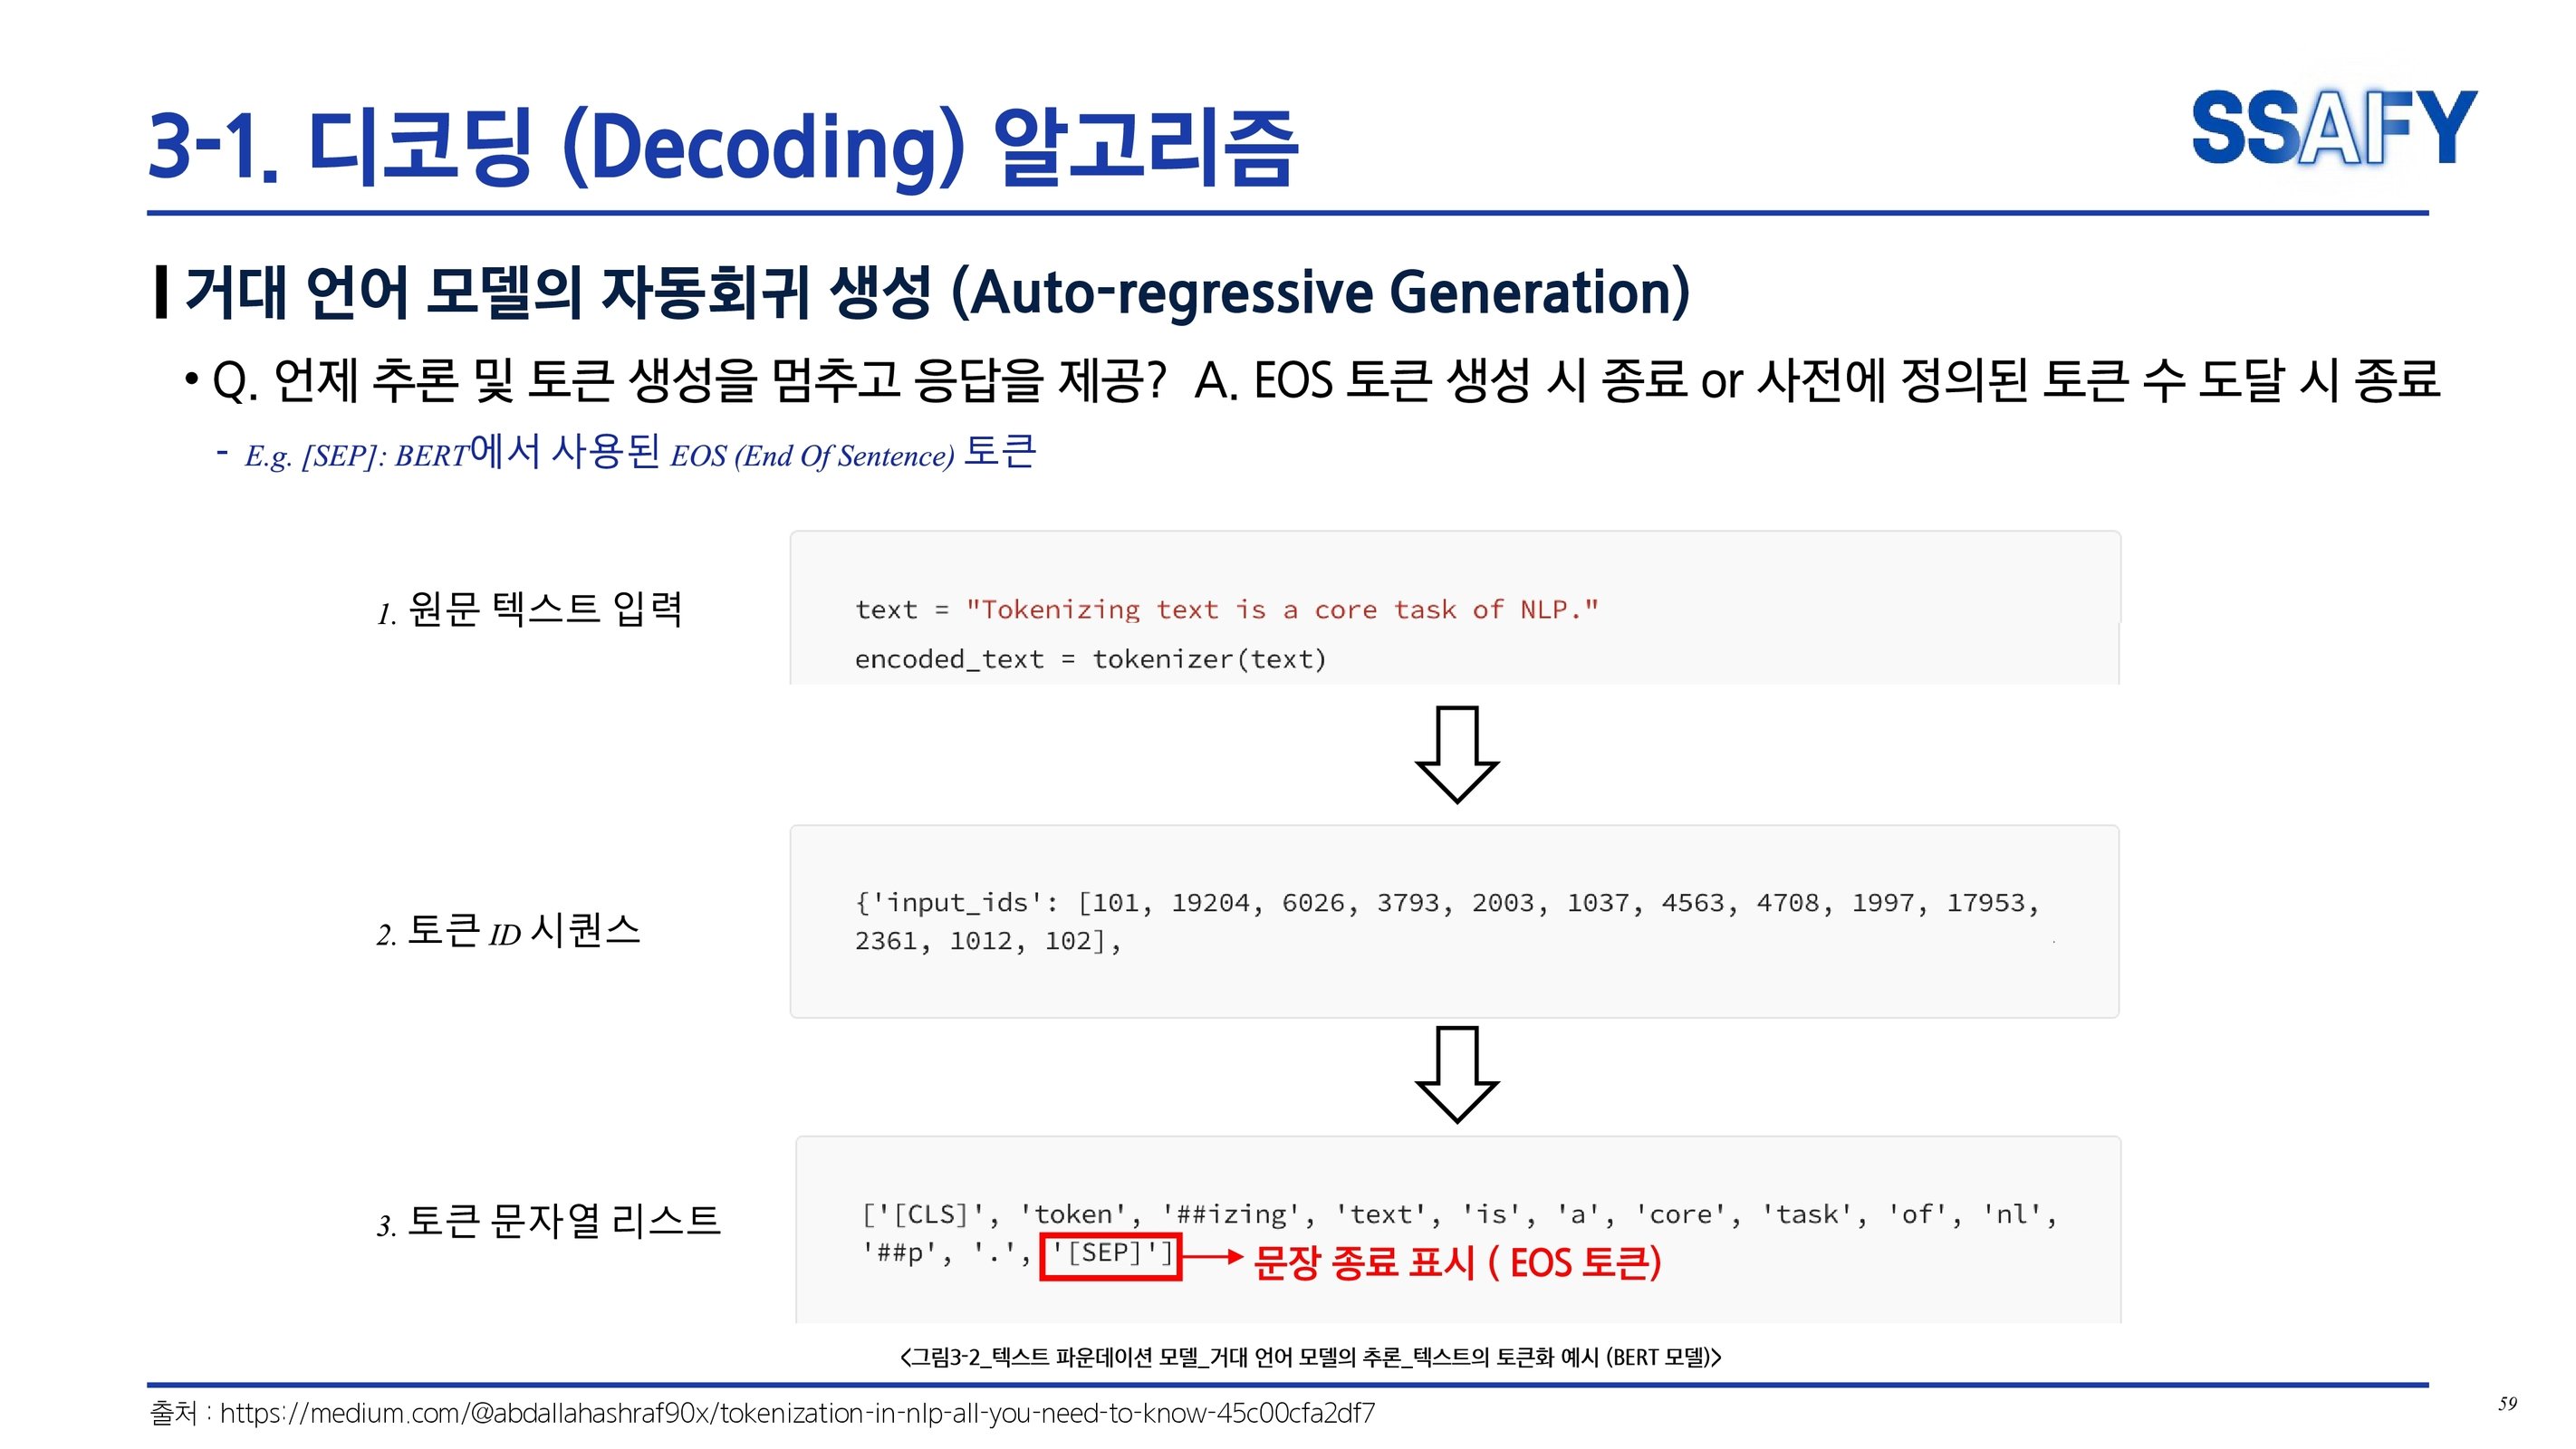 3-1. 디코딩 (Decoding) 알고리즘
SSAFY
거대 언어 모델의 자동회귀 생성 (Auto-regressive Generation)
• Q. 언제 추론 및 토큰 생성을 멈추고 응답을 제공? A. EOS 토큰 생성 시 종료 or 사전에 정의된 토큰 수 도달 시 종료
- E.g. [SEP]: BERT에서 사용된 EOS (End Of Sentence) 토큰
1. 원문 텍스트 입력
text = "Tokenizing text is a core task of NLP."
encoded_text = tokenizer(text)
2. 토큰 ID 시퀀스
{'input_ids': [101, 19204, 6026, 3793, 2003, 1037, 4563, 4708, 1997, 17953,
2361, 1012, 102],
3. 토큰 문자열 리스트
['[CLS]', 'token', '##izing', 'text', 'is', 'a', 'core', 'task', 'of', 'nl',
'##p', '.', '[SEP]']
문장 종료 표시 ( EOS 토큰)
<그림3-2_텍스트 파운데이션 모델_거대 언어 모델의 추론_텍스트의 토큰화 예시 (BERT 모델)>
출처 : https://medium.com/@abdallahashraf90x/tokenization-in-nlp-all-you-need-to-know-45c00cfa2df7
59